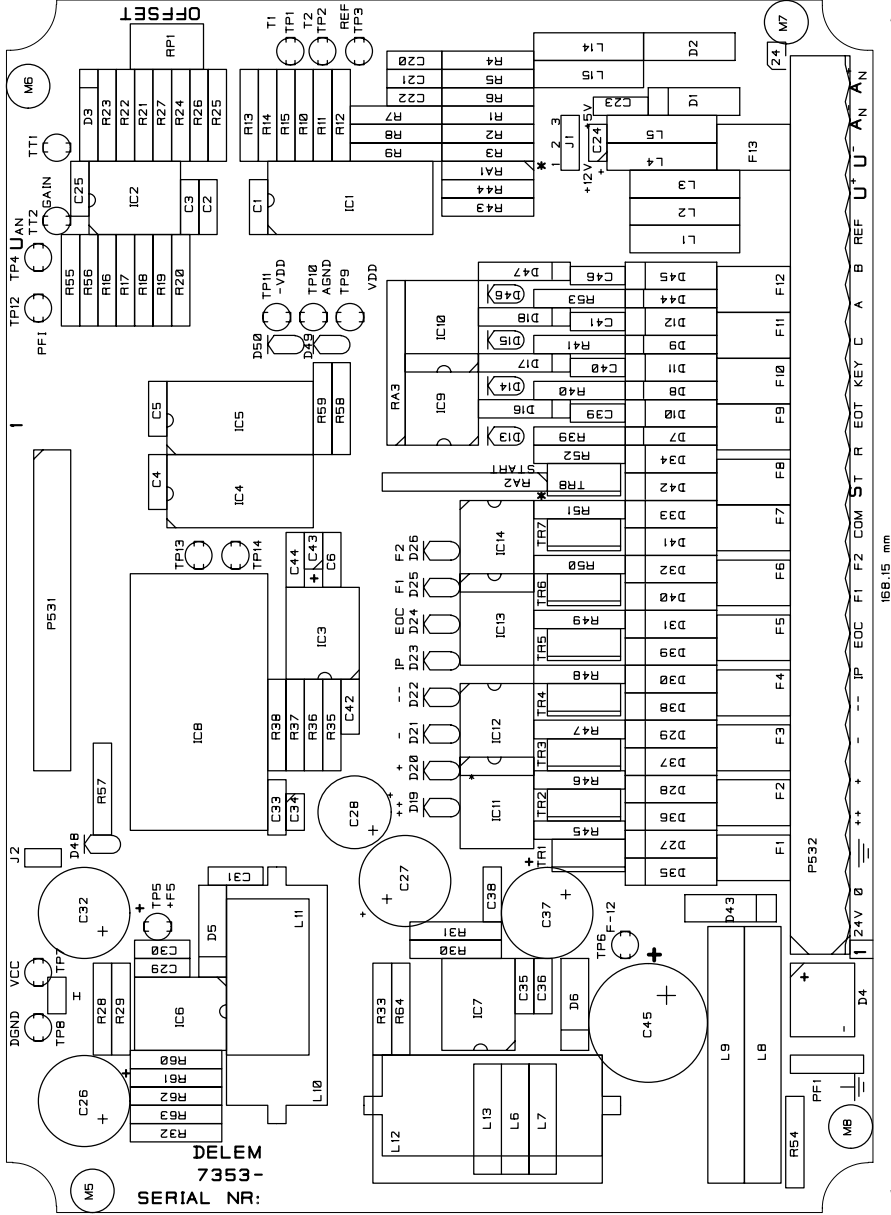 OFFSET
RP1
T1
TP1
T2
TP2
REF
TP3
M6
M7
24
D3
R23
R22
R21
R27
R24
R26
R25
R13
R14
R15
R10
R11
R12
C20
R4
C21
R5
C22
R6
R7
R1
R8
R2
R9
R3
RA1
R44
R43
L14
L15
D2
C23
D1
+5V
C24
+12V
+
J1
1 2 3
*
L5
L4
F13
L3
L2
L1
TT1
GAIN
TT2
C25
IC2
C3
C2
C1
IC1
TP4 UAN
TP12
PFI
R55
R56
R16
R17
R18
R19
R20
TP11
-VDD
TP10
AGND
TP9
VDD
D50
D49
D47
C46
D45
D46
R53
D44
D18
C41
D12
D15
R41
D9
D17
C40
D11
D14
R40
D8
D16
C39
D10
D13
R39
D7
R52
D34
IC10
IC9
RA3
F12
F11
F10
F9
F8
F7
F6
F5
F4
F3
F2
F1
1
C5
IC5
R59
R58
C4
IC4
START
RA2
TR8
*
D42
R51
D33
TR7
D41
R50
D32
TR6
D40
R49
D31
TR5
D39
R48
D30
TR4
D38
R47
D29
TR3
D37
R46
D28
TR2
D36
R45
D27
TR1
D35
P531
TP13
TP14
C44
C43
+
C6
IC3
IC8
R38
R37
R36
R35
C42
C33
C34
F2
D26
F1
D25
EOC
D24
IP
D23
--
D22
-
D21
+
D20
++
D19
IC14
IC13
IC12
IC11
*
R57
J2
D48
C28
+
C27
+
C32
+
TP5
+F5
C31
D5
L11
C30
C29
IC6
VCC
TP7
DGND
TP8
H
R28
R29
C26
+
R60
R61
R62
R63
R32
L10
C38
C37
+
R31
R30
TP6
F-12
R33
R64
IC7
C35
C36
D6
C45
+
L12
L13
L6
L7
D43
L9
L8
D4
+
-
PF1
R54
M8
M5
P532
1 24V 0 ++ + - -- IP EOC F1 F2 COM ST R EOT KEY C A B REF U+ U- AN AN
168.15 mm
DELEM
7353-
SERIAL NR: